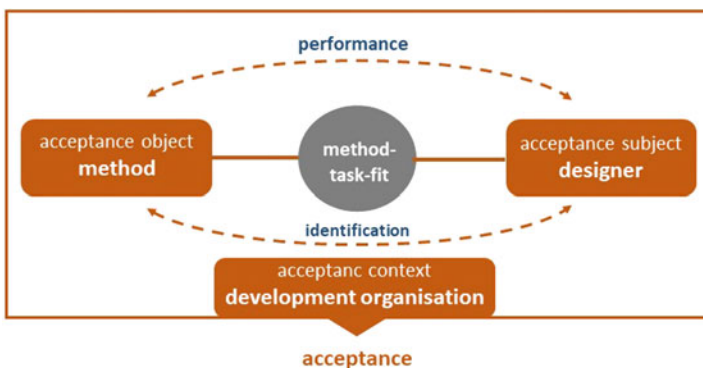 performance
acceptance object
method
method-
task-fit
acceptance subject
designer
identification
acceptanc context
development organisation
acceptance